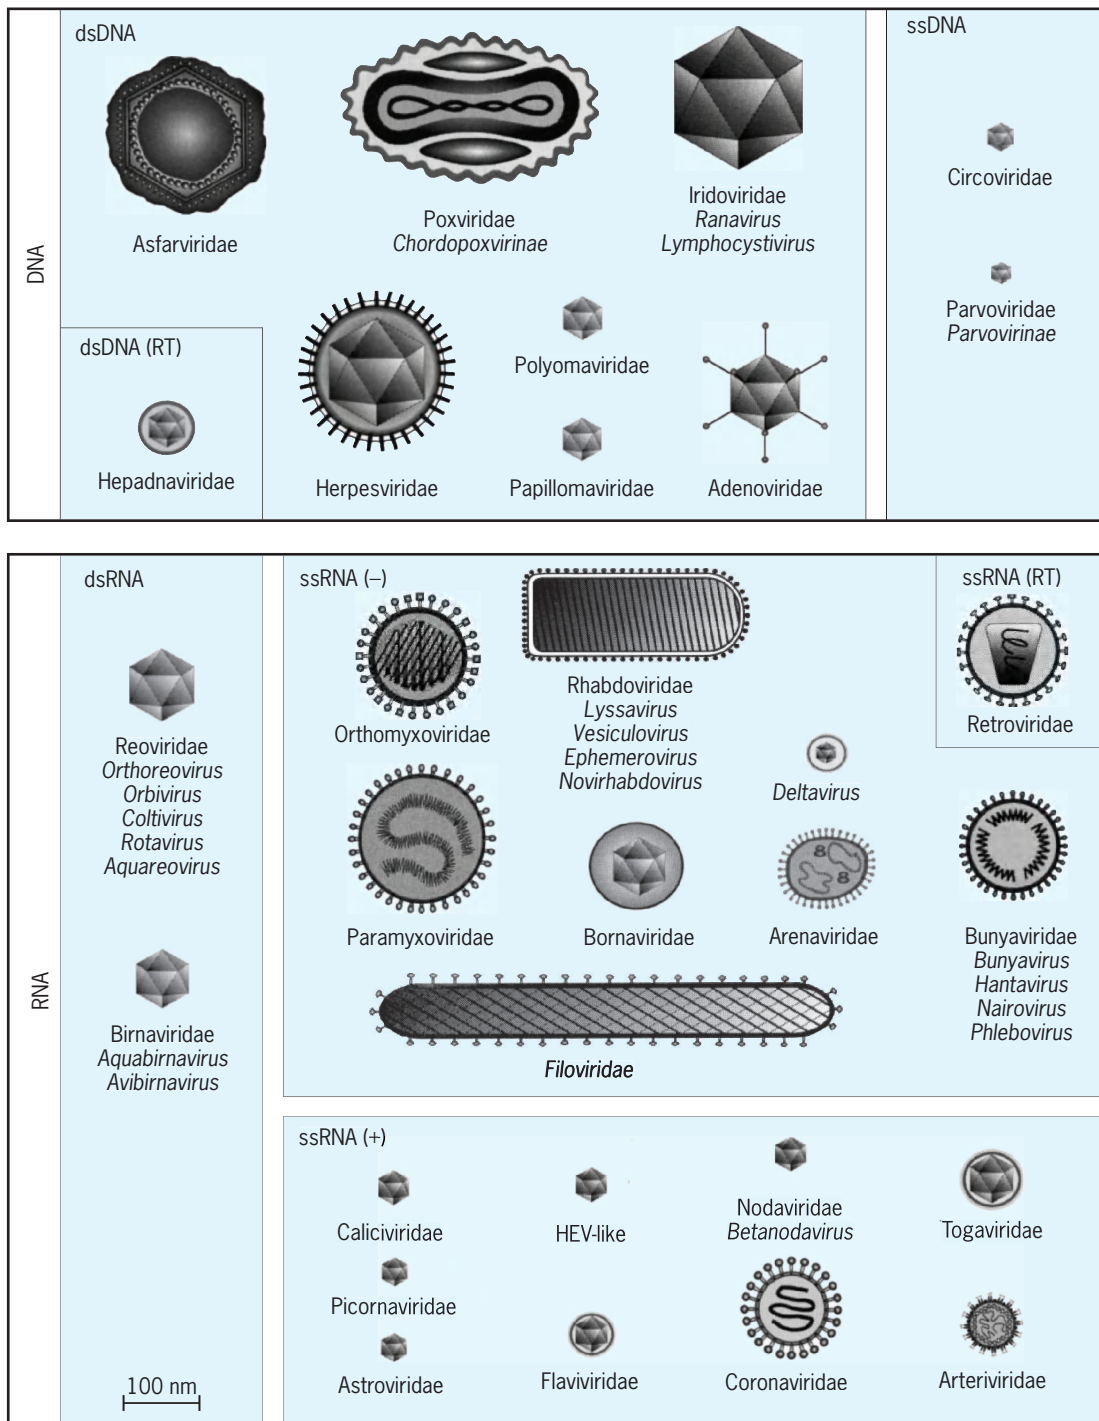 DNA
dsDNA
Asfarviridae
Poxviridae
Chordopoxvirinae
Iridoviridae
Ranavirus
Lymphocystivirus
dsDNA (RT)
Hepadnaviridae
Herpesviridae
Polyomaviridae
Papillomaviridae
Adenoviridae
ssDNA
Circoviridae
Parvoviridae
Parvovirinae
RNA
dsRNA
Reoviridae
Orthoreovirus
Orbivirus
Coltivirus
Rotavirus
Aquareovirus
Birnaviridae
Aquabirnavirus
Avibirnavirus
100 nm
ssRNA (–)
Orthomyxoviridae
Rhabdoviridae
Lyssavirus
Vesiculovirus
Ephemerovirus
Novirhabdovirus
Deltavirus
ssRNA (RT)
Retroviridae
Paramyxoviridae
Bornaviridae
Arenaviridae
Bunyaviridae
Bunyavirus
Hantavirus
Nairovirus
Phlebovirus
Filoviridae
ssRNA (+)
Caliciviridae
HEV-like
Nodaviridae
Betanodavirus
Togaviridae
Picornaviridae
Astroviridae
Flaviviridae
Coronaviridae
Arteriviridae